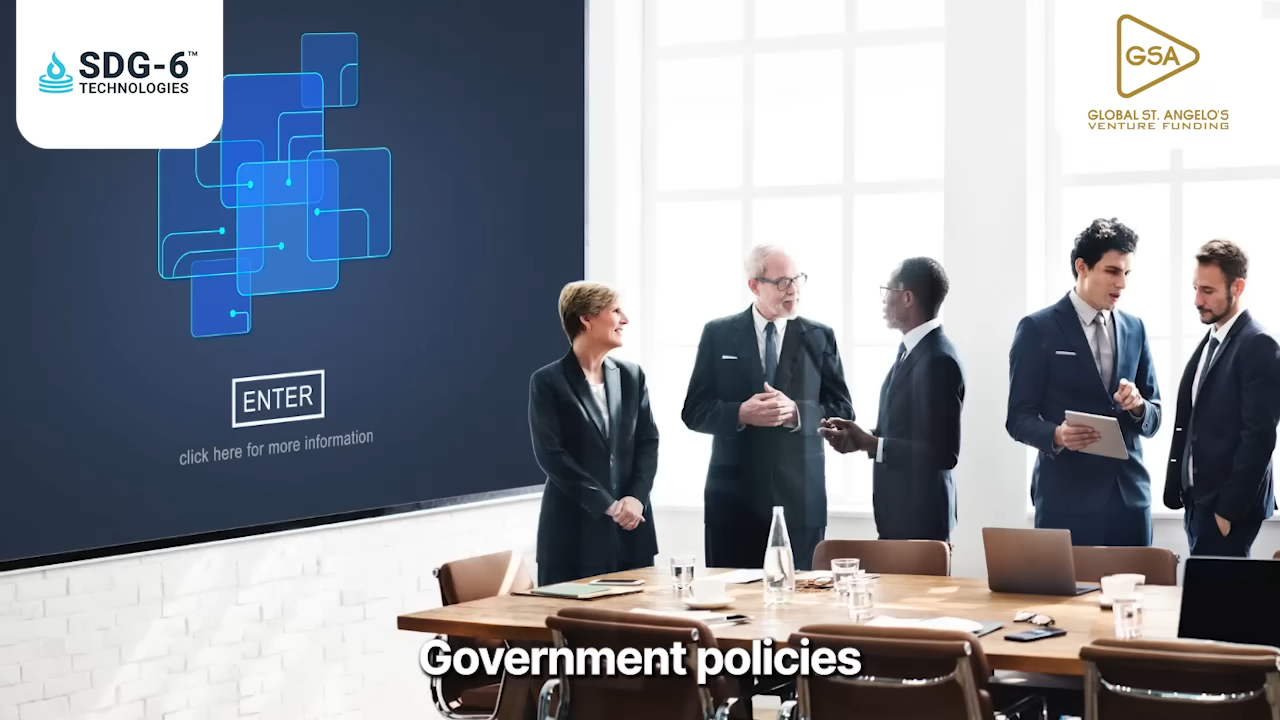 SDG-6™
TECHNOLOGIES
GSA
GLOBAL ST. ANGELO'S
VENTURE FUNDING
ENTER
click here for more information
Government policies